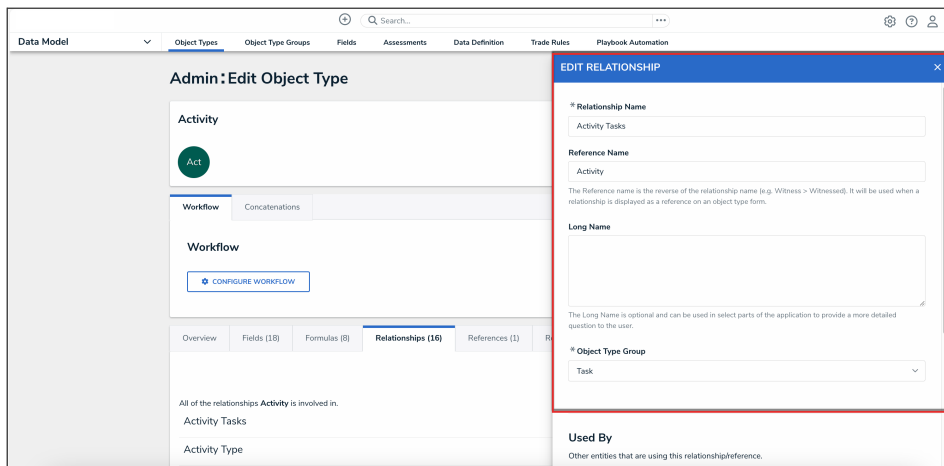 Search...
Data Model
Object Types
Object Type Groups
Fields
Assessments
Data Definition
Trade Rules
Playbook Automation
Admin: Edit Object Type
Activity
Act
Workflow
Concatenations
Workflow
CONFIGURE WORKFLOW
Overview
Fields (18)
Formulas (8)
Relationships (16)
References (1)
All of the relationships Activity is involved in.
Activity Tasks
Activity Type
EDIT RELATIONSHIP
* Relationship Name
Activity Tasks
Reference Name
Activity
The Reference name is the reverse of the relationship name (e.g. Witness > Witnessed). It will be used when a
relationship is displayed as a reference on an object type form.
Long Name
The Long Name is optional and can be used in select parts of the application to provide a more detailed
question to the user.
* Object Type Group
Task
Used By
Other entities that are using this relationship/reference.